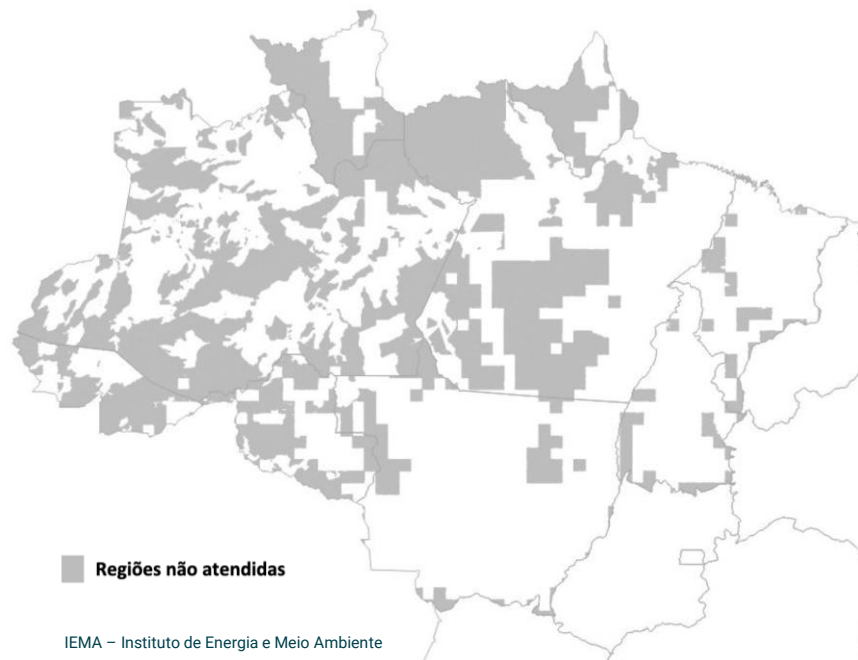 Regiões não atendidas
IEMA – Instituto de Energia e Meio Ambiente